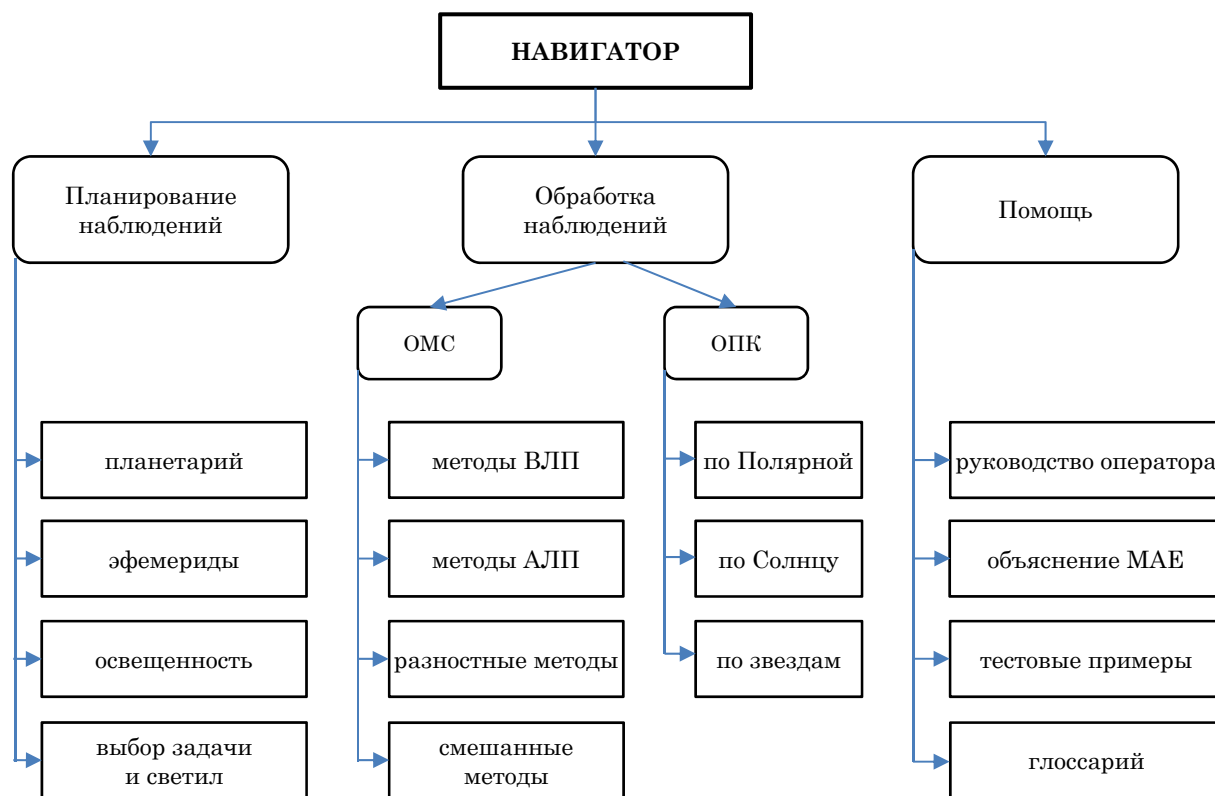 НАВИГАТОР
Планирование
наблюдений
Обработка
наблюдений
Помощь
ОМС
ОПК
планетарий
методы ВЛП
по Полярной
руководство оператора
эфемериды
методы АЛП
по Солнцу
объяснение МАЕ
освещенность
разностные методы
по звездам
тестовые примеры
выбор задачи
и светил
смешанные
методы
глоссарий